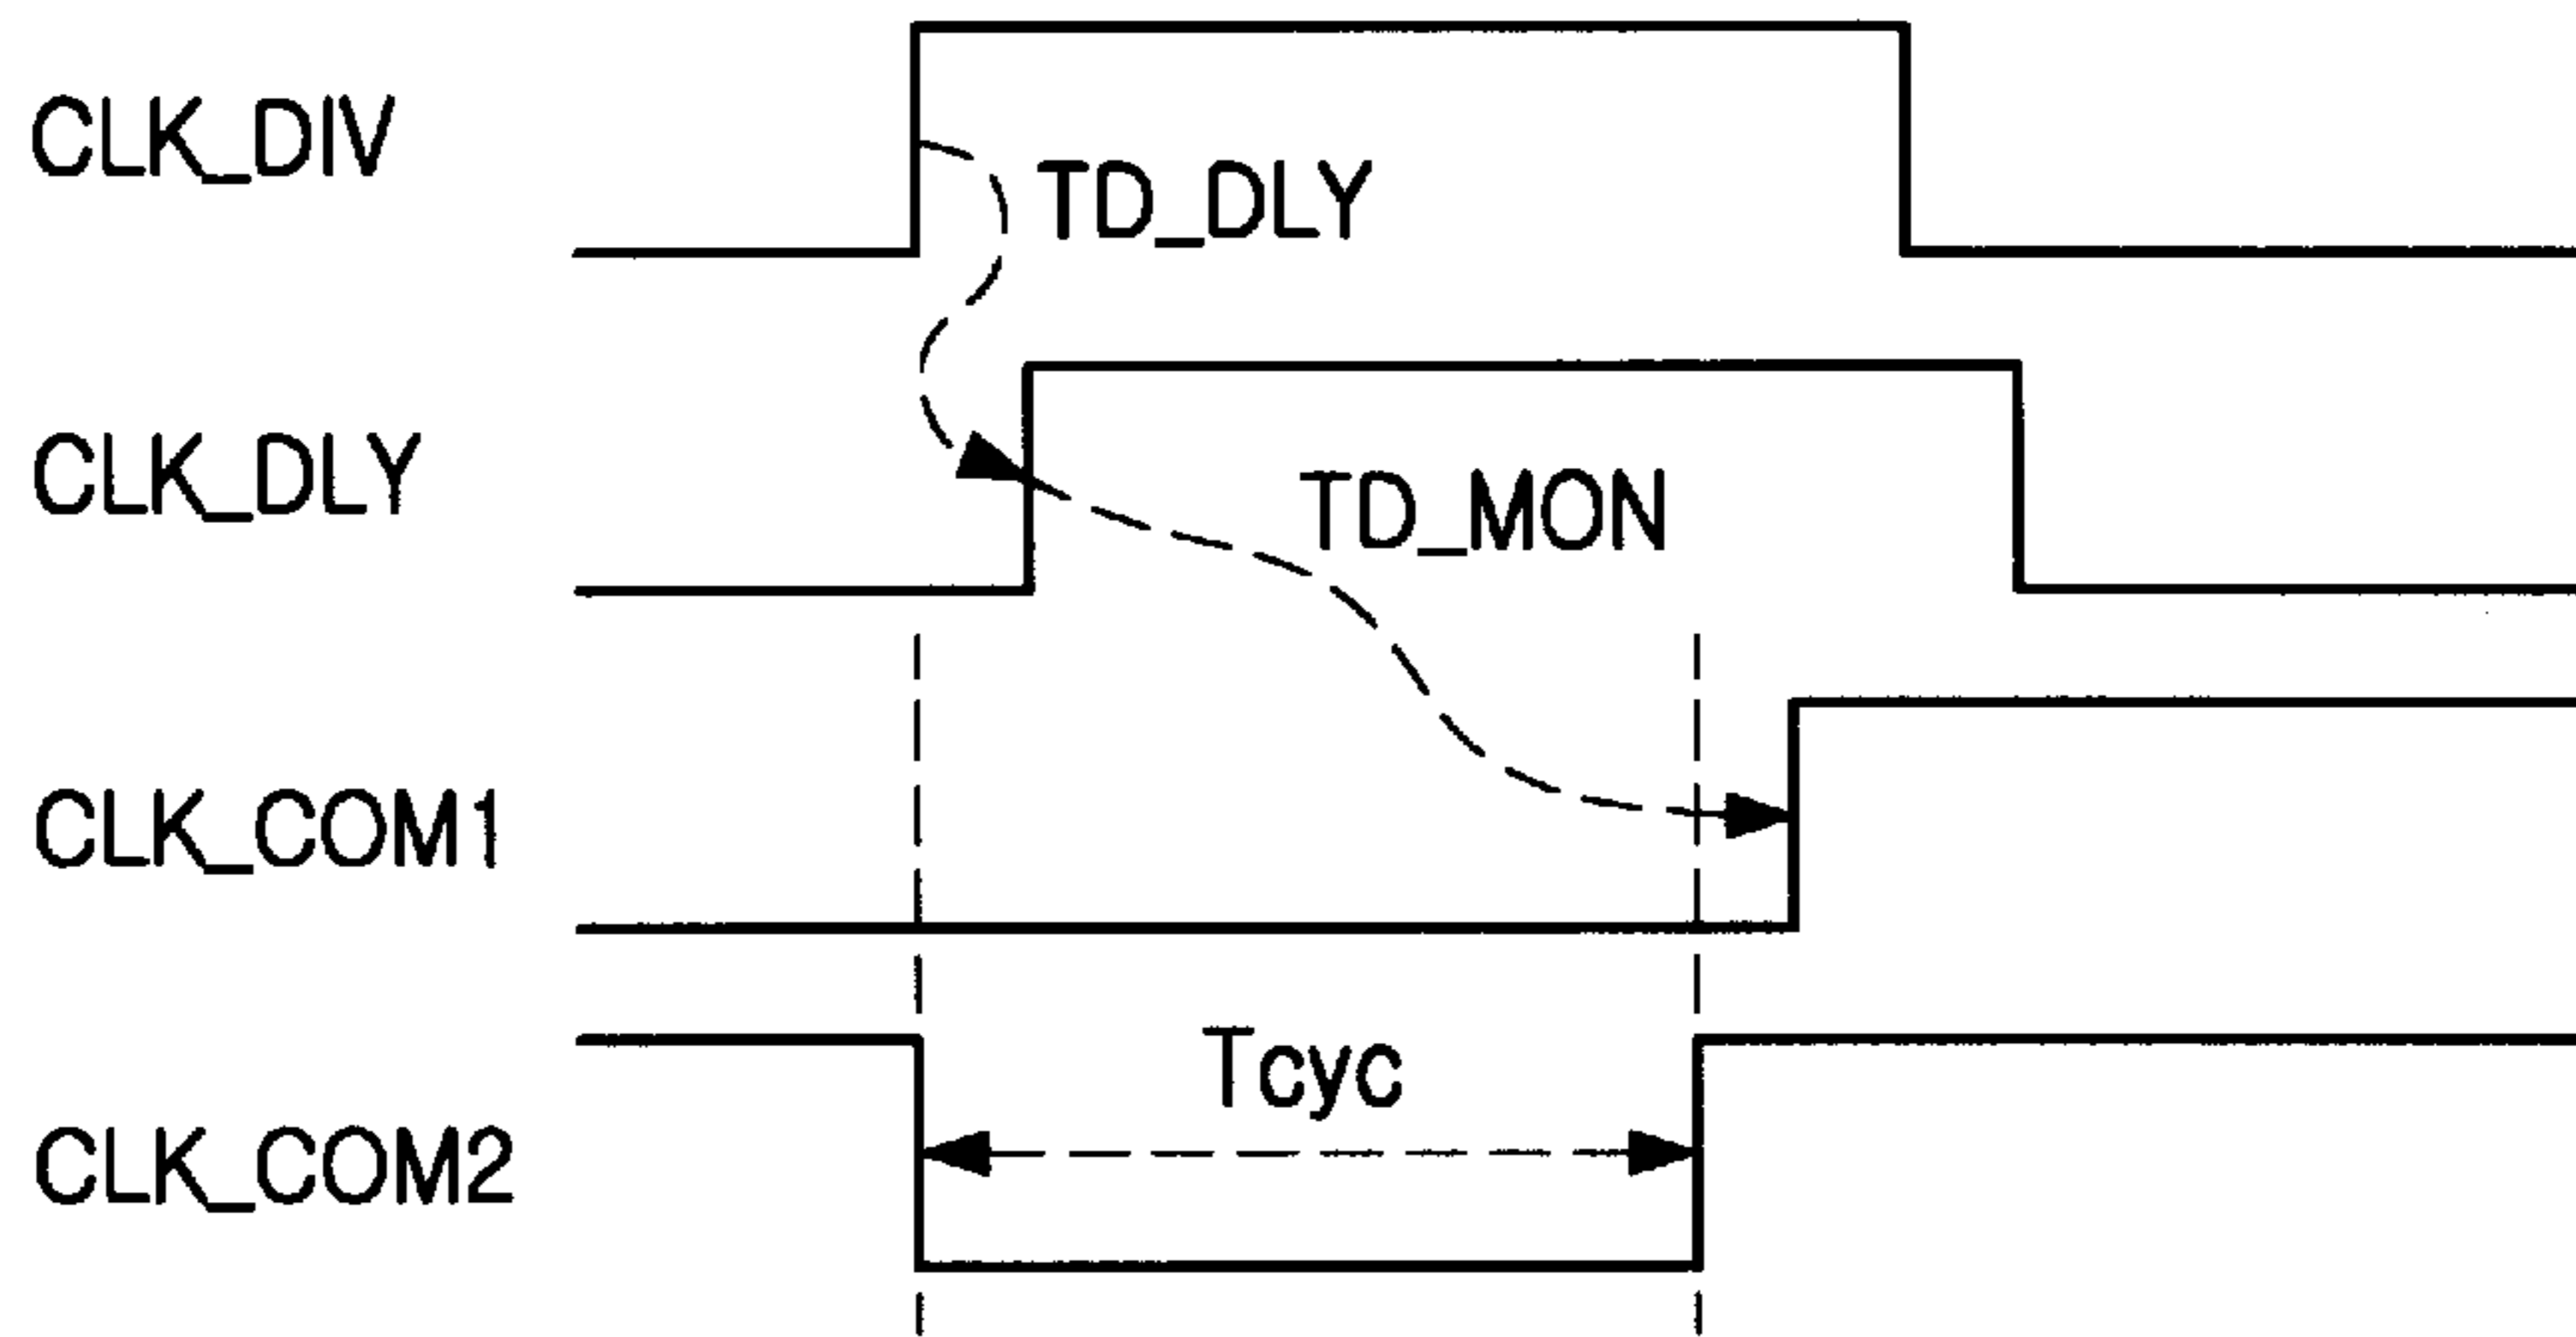 CLK_DIV
TD_DLY
CLK_DLY
TD_MON
CLK_COM1
Tcyc
CLK_COM2